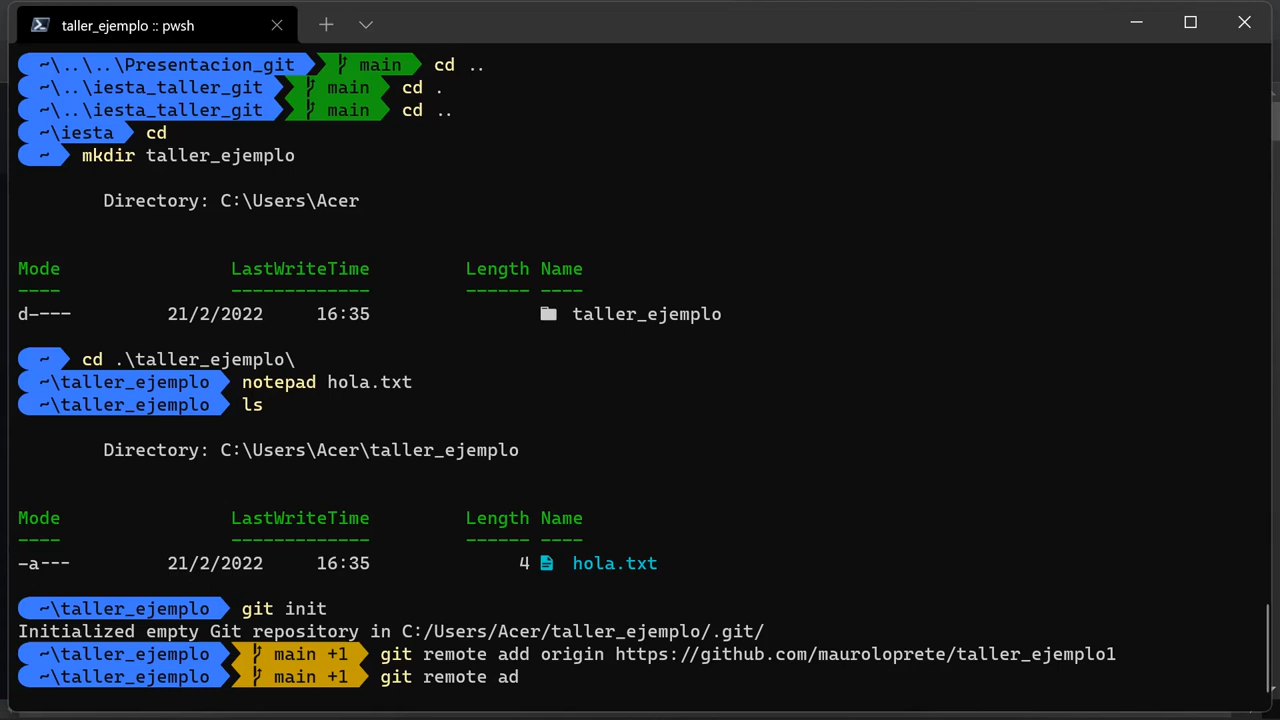 taller_ejemplo :: pwsh
~\..\..\Presentacion_git main cd ..
~\..\iesta_taller_git main cd .
~\..\iesta_taller_git main cd ..
~\iesta cd
~ mkdir taller_ejemplo
Directory: C:\Users\Acer
Mode LastWriteTime Length Name
---- ------------- ------ ----
d---- 21/2/2022 16:35 taller_ejemplo
~ cd .\taller_ejemplo\
~\taller_ejemplo notepad hola.txt
~\taller_ejemplo ls
Directory: C:\Users\Acer\taller_ejemplo
Mode LastWriteTime Length Name
---- ------------- ------ ----
-a--- 21/2/2022 16:35 4 hola.txt
~\taller_ejemplo git init
Initialized empty Git repository in C:/Users/Acer/taller_ejemplo/.git/
~\taller_ejemplo main +1 git remote add origin https://github.com/mauroloprete/taller_ejemplo1
~\taller_ejemplo main +1 git remote ad